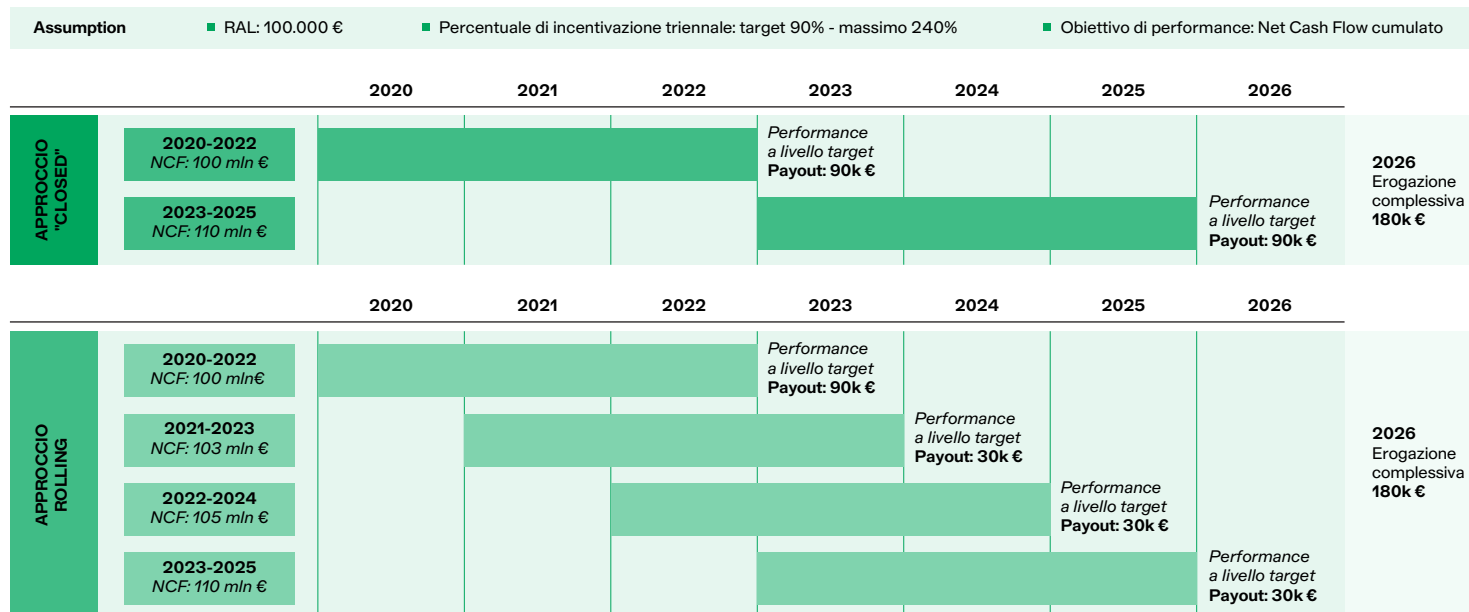 Assumption
RAL: 100.000 €
Percentuale di incentivazione triennale: target 90% - massimo 240%
Obiettivo di performance: Net Cash Flow cumulato
2020 2021 2022 2023 2024 2025 2026
APPROCCIO
"CLOSED"
2020-2022
NCF: 100 mln €
Performance
a livello target
Payout: 90k €
2023-2025
NCF: 110 mln €
Performance
a livello target
Payout: 90k €
2026
Erogazione
complessiva
180k €
2020 2021 2022 2023 2024 2025 2026
APPROCCIO
ROLLING
2020-2022
NCF: 100 mln€
Performance
a livello target
Payout: 90k €
2021-2023
NCF: 103 mln €
Performance
a livello target
Payout: 30k €
2022-2024
NCF: 105 mln €
Performance
a livello target
Payout: 30k €
2023-2025
NCF: 110 mln €
Performance
a livello target
Payout: 30k €
2026
Erogazione
complessiva
180k €